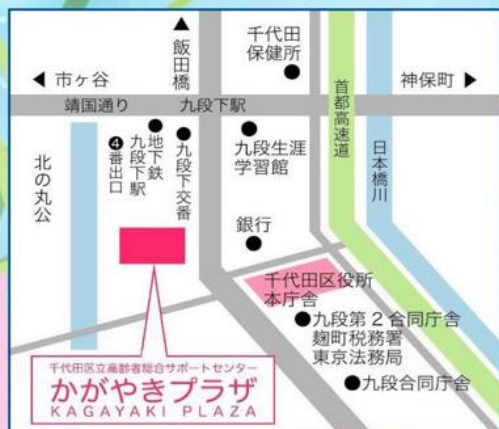 ▲
飯田橋
千代田
保健所
◀ 市ヶ谷
神保町 ▶
靖国通り
九段下駅
首都高速道
日本橋川
北の丸公
❹番出口
地下鉄
九段下駅
九段下交番
九段生涯
学習館
銀行
千代田区役所
本庁舎
九段第2合同庁舎
麹町税務署
東京法務局
九段合同庁舎
千代田区立高齢者総合サポートセンター
かがやきプラザ
KAGAYAKI PLAZA